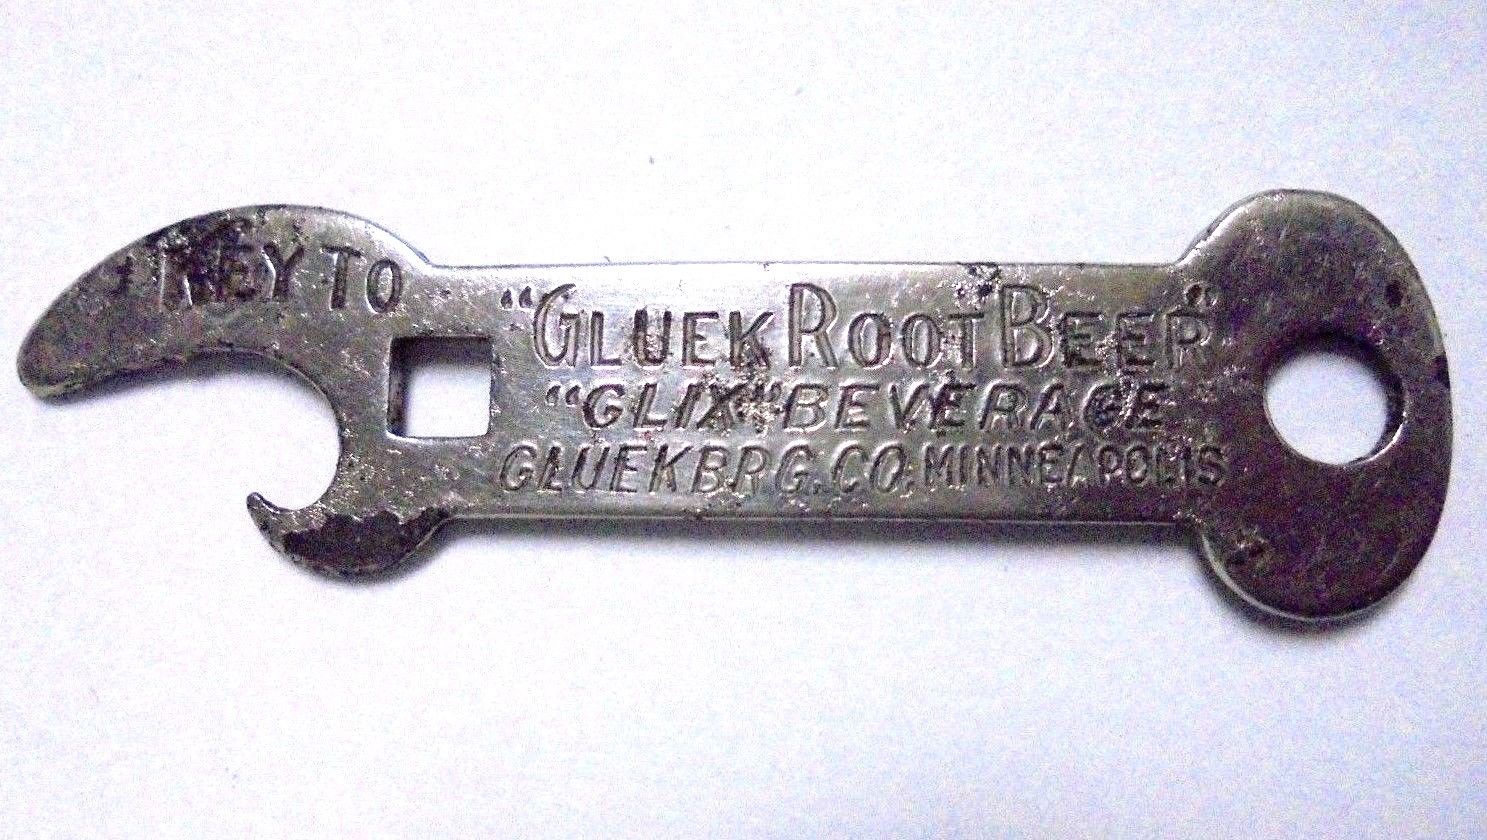 KEY TO
"GLUEK ROOT BEER"
"GLIX" BEVERAGE
GLUEK BRG. CO. MINNEAPOLIS